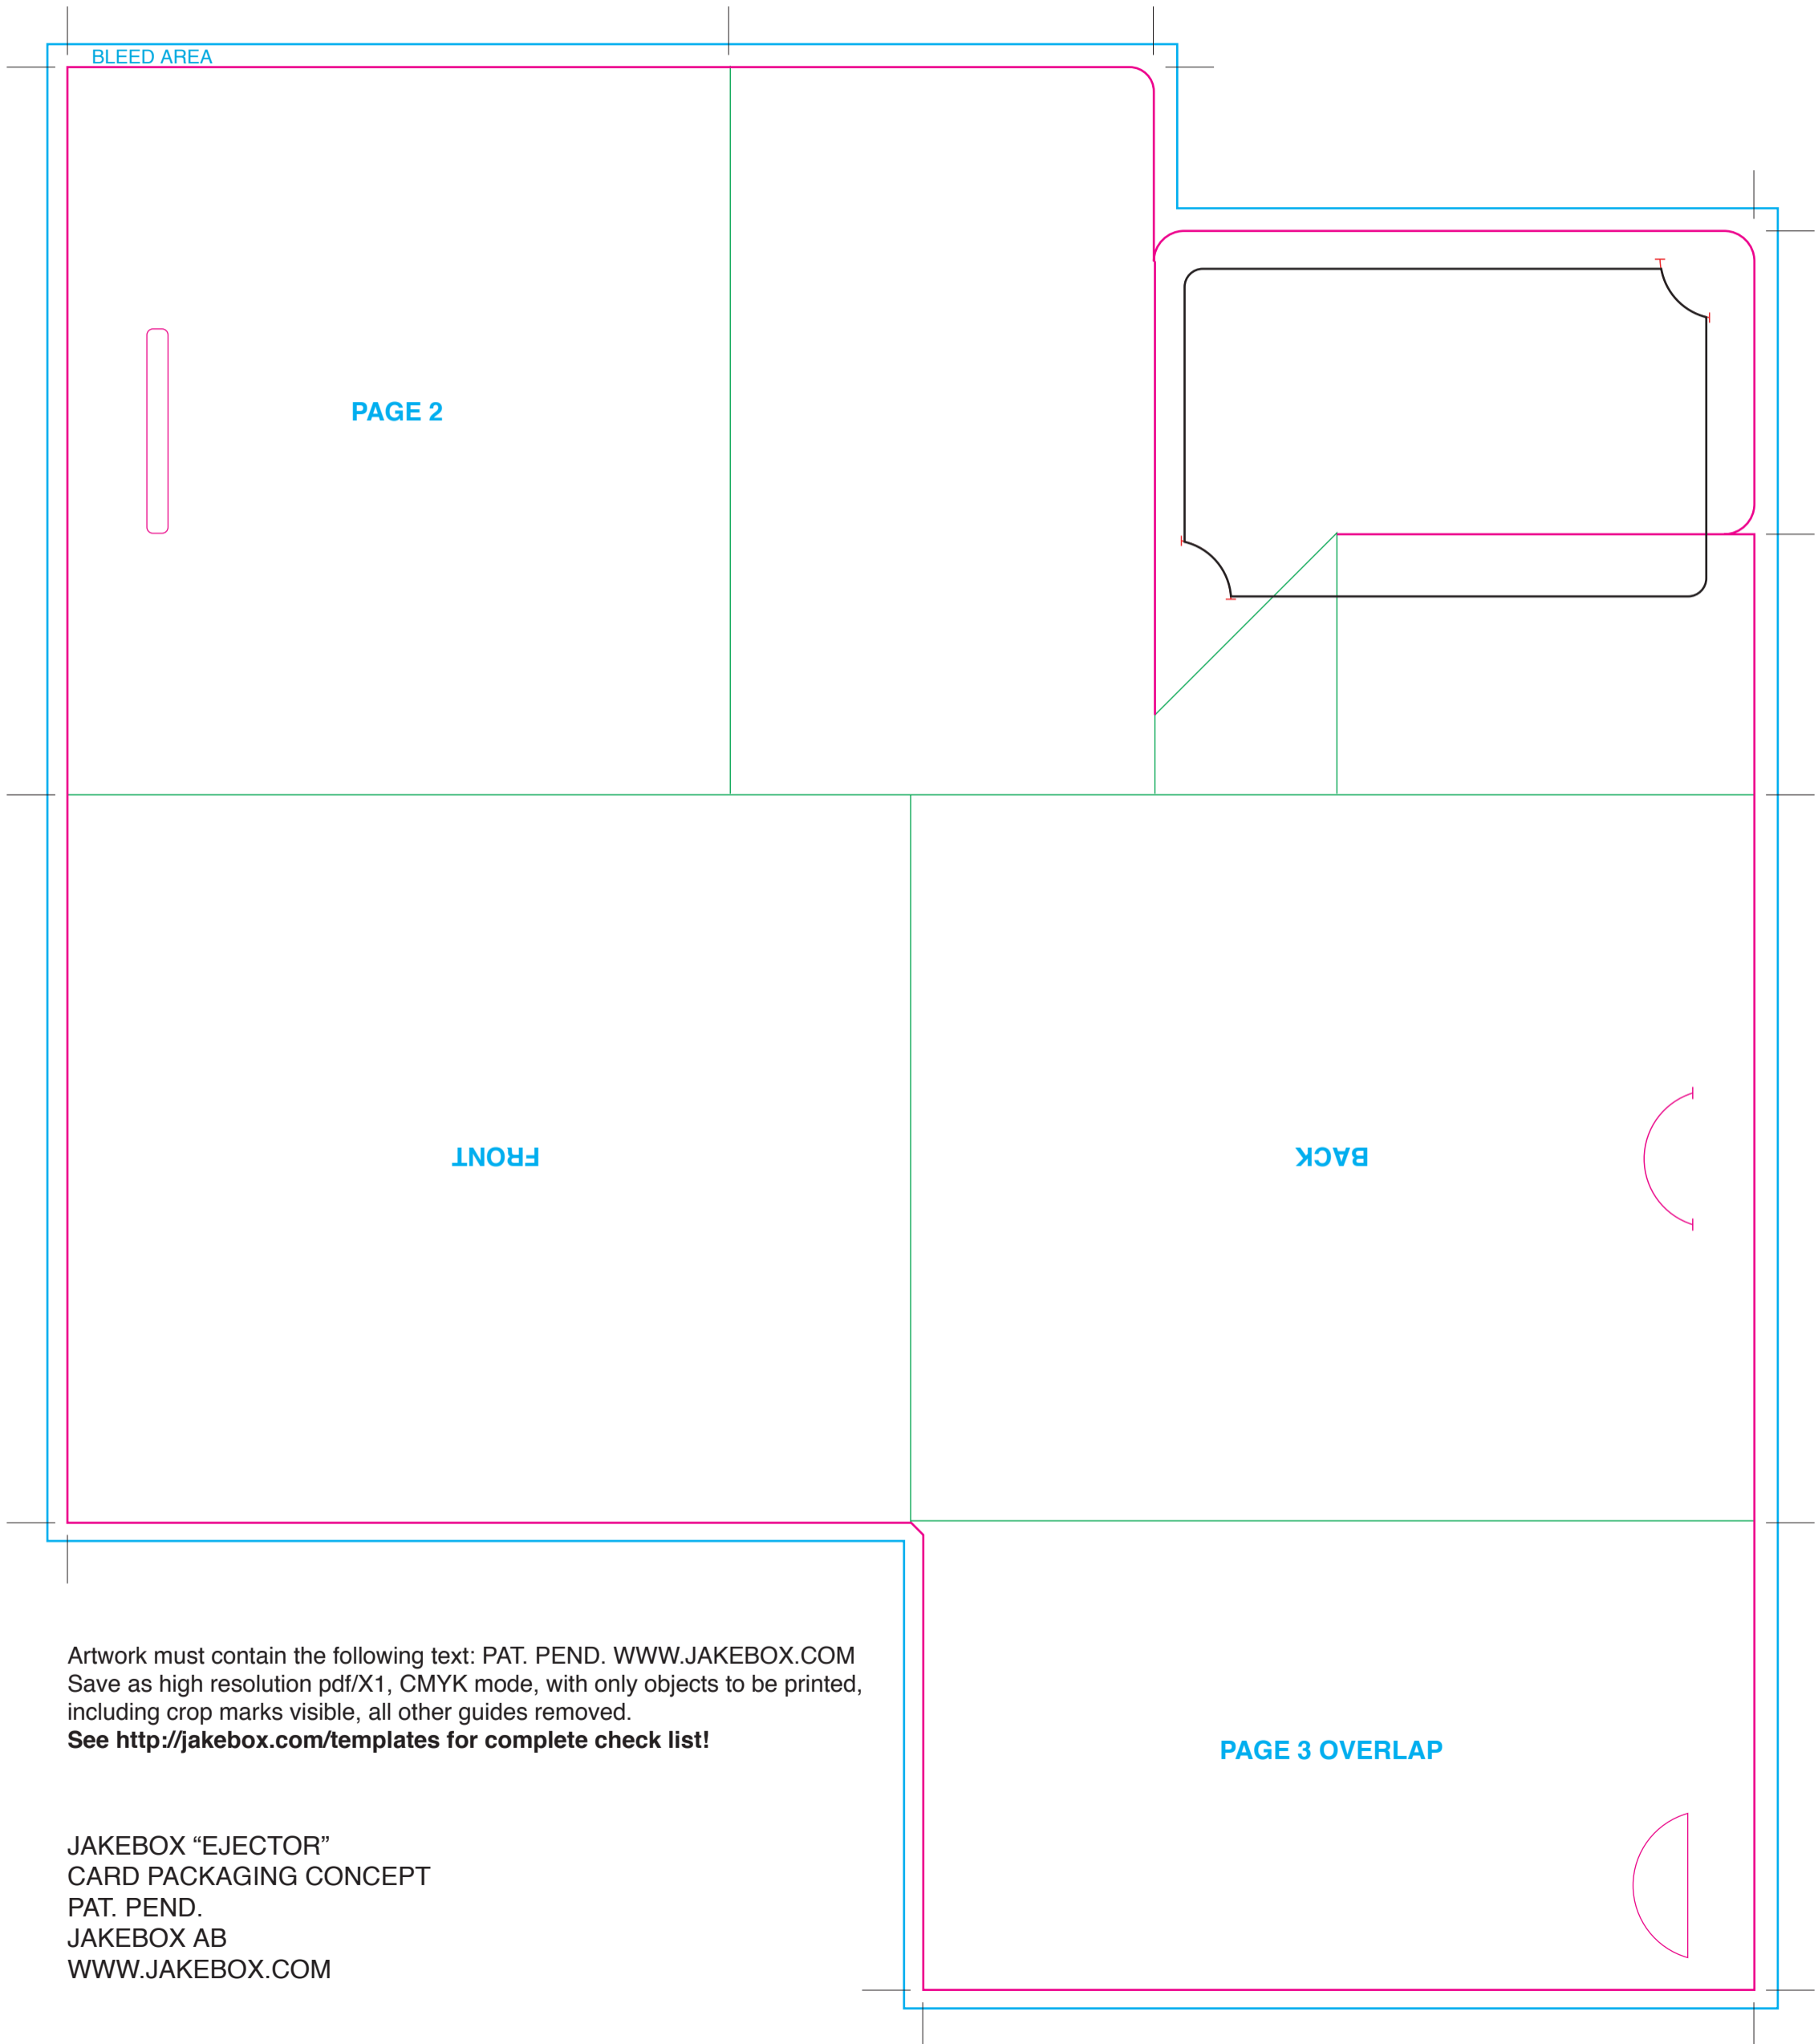 BLEED AREA
PAGE 2
FRONT
BACK
Artwork must contain the following text: PAT. PEND. WWW.JAKEBOX.COM
Save as high resolution pdf/X1, CMYK mode, with only objects to be printed,
including crop marks visible, all other guides removed.
See http://jakebox.com/templates for complete check list!
PAGE 3 OVERLAP
JAKEBOX “EJECTOR”
CARD PACKAGING CONCEPT
PAT. PEND.
JAKEBOX AB
WWW.JAKEBOX.COM